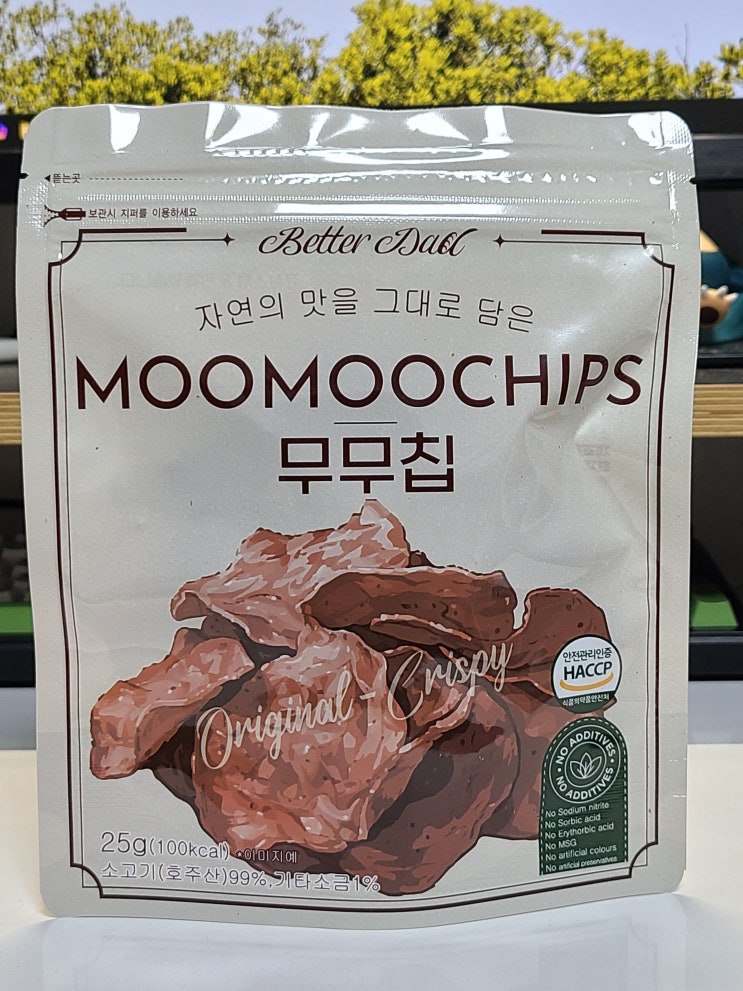 ◀뜯는곳
보관시 지퍼를 이용하세요
Better Dad
자연의 맛을 그대로 담은
MOOMOOCHIPS
무무칩
Original - Crispy
안전관리인증
HACCP
식품의약품안전처
NO ADDITIVES
NO ADDITIVES
No Sodium nitrite
No Sorbic acid
No Erythorbic acid
No MSG
No artificial colours
No artificial preservatives
25g(100kcal) *이미지예
소고기(호주산)99%,기타소금1%